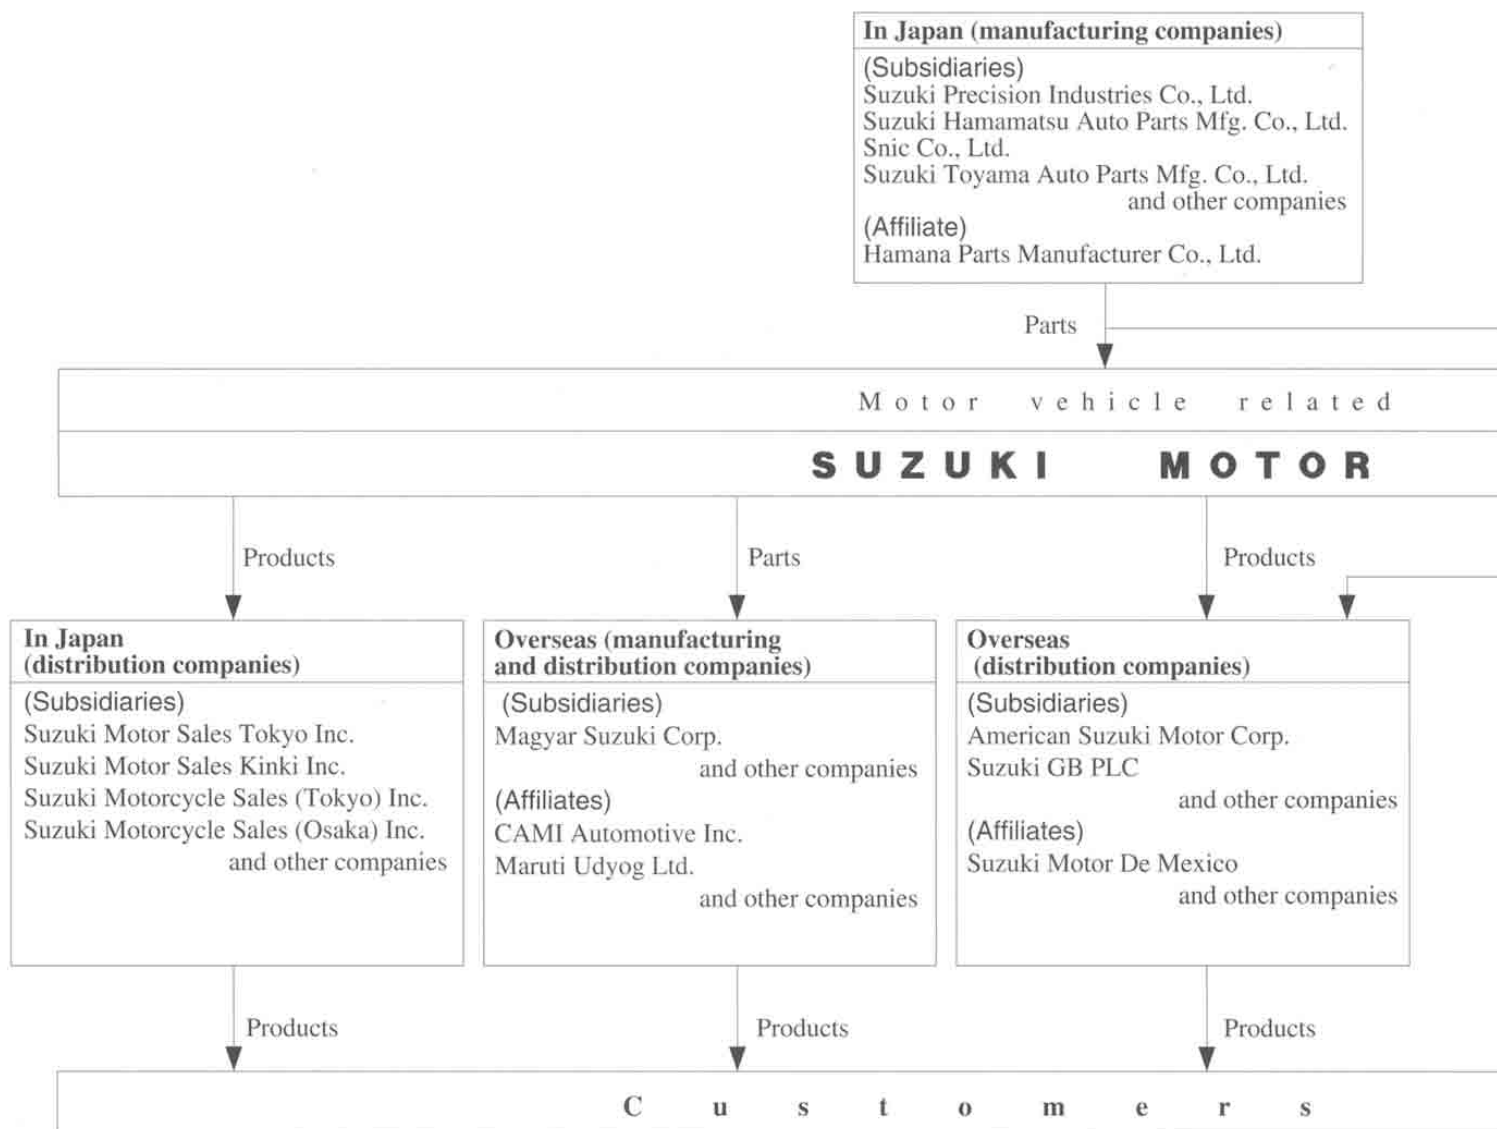 In Japan (manufacturing companies)
(Subsidiaries)
Suzuki Precision Industries Co., Ltd.
Suzuki Hamamatsu Auto Parts Mfg. Co., Ltd.
Snic Co., Ltd.
Suzuki Toyama Auto Parts Mfg. Co., Ltd.
and other companies
(Affiliate)
Hamana Parts Manufacturer Co., Ltd.
Parts
Motor vehicle related
SUZUKI MOTOR
Products
Parts
Products
In Japan
(distribution companies)
(Subsidiaries)
Suzuki Motor Sales Tokyo Inc.
Suzuki Motor Sales Kinki Inc.
Suzuki Motorcycle Sales (Tokyo) Inc.
Suzuki Motorcycle Sales (Osaka) Inc.
and other companies
Overseas (manufacturing
and distribution companies)
(Subsidiaries)
Magyar Suzuki Corp.
and other companies
(Affiliates)
CAMI Automotive Inc.
Maruti Udyog Ltd.
and other companies
Overseas
(distribution companies)
(Subsidiaries)
American Suzuki Motor Corp.
Suzuki GB PLC
and other companies
(Affiliates)
Suzuki Motor De Mexico
and other companies
Products
Products
Products
Customers